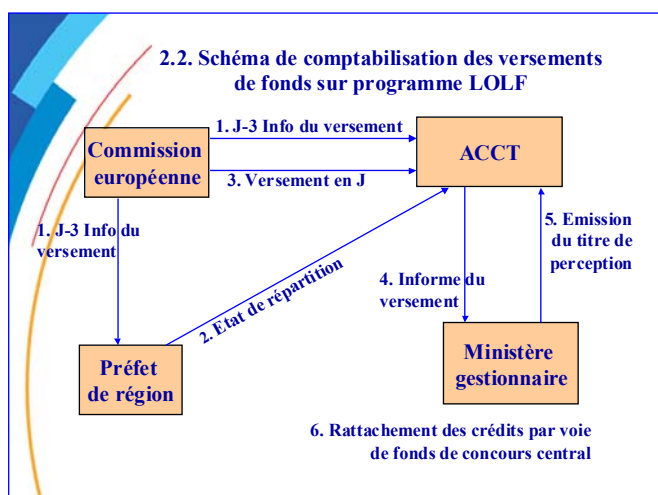 2.2. Schéma de comptabilisation des versements
de fonds sur programme LOLF
1. J-3 Info du versement
Commission
européenne
ACCT
3. Versement en J
1. J-3 Info du
versement
5. Emission
du titre de
perception
2. Etat de répartition
4. Informe du
versement
Préfet
de région
Ministère
gestionnaire
6. Rattachement des crédits par voie
de fonds de concours central